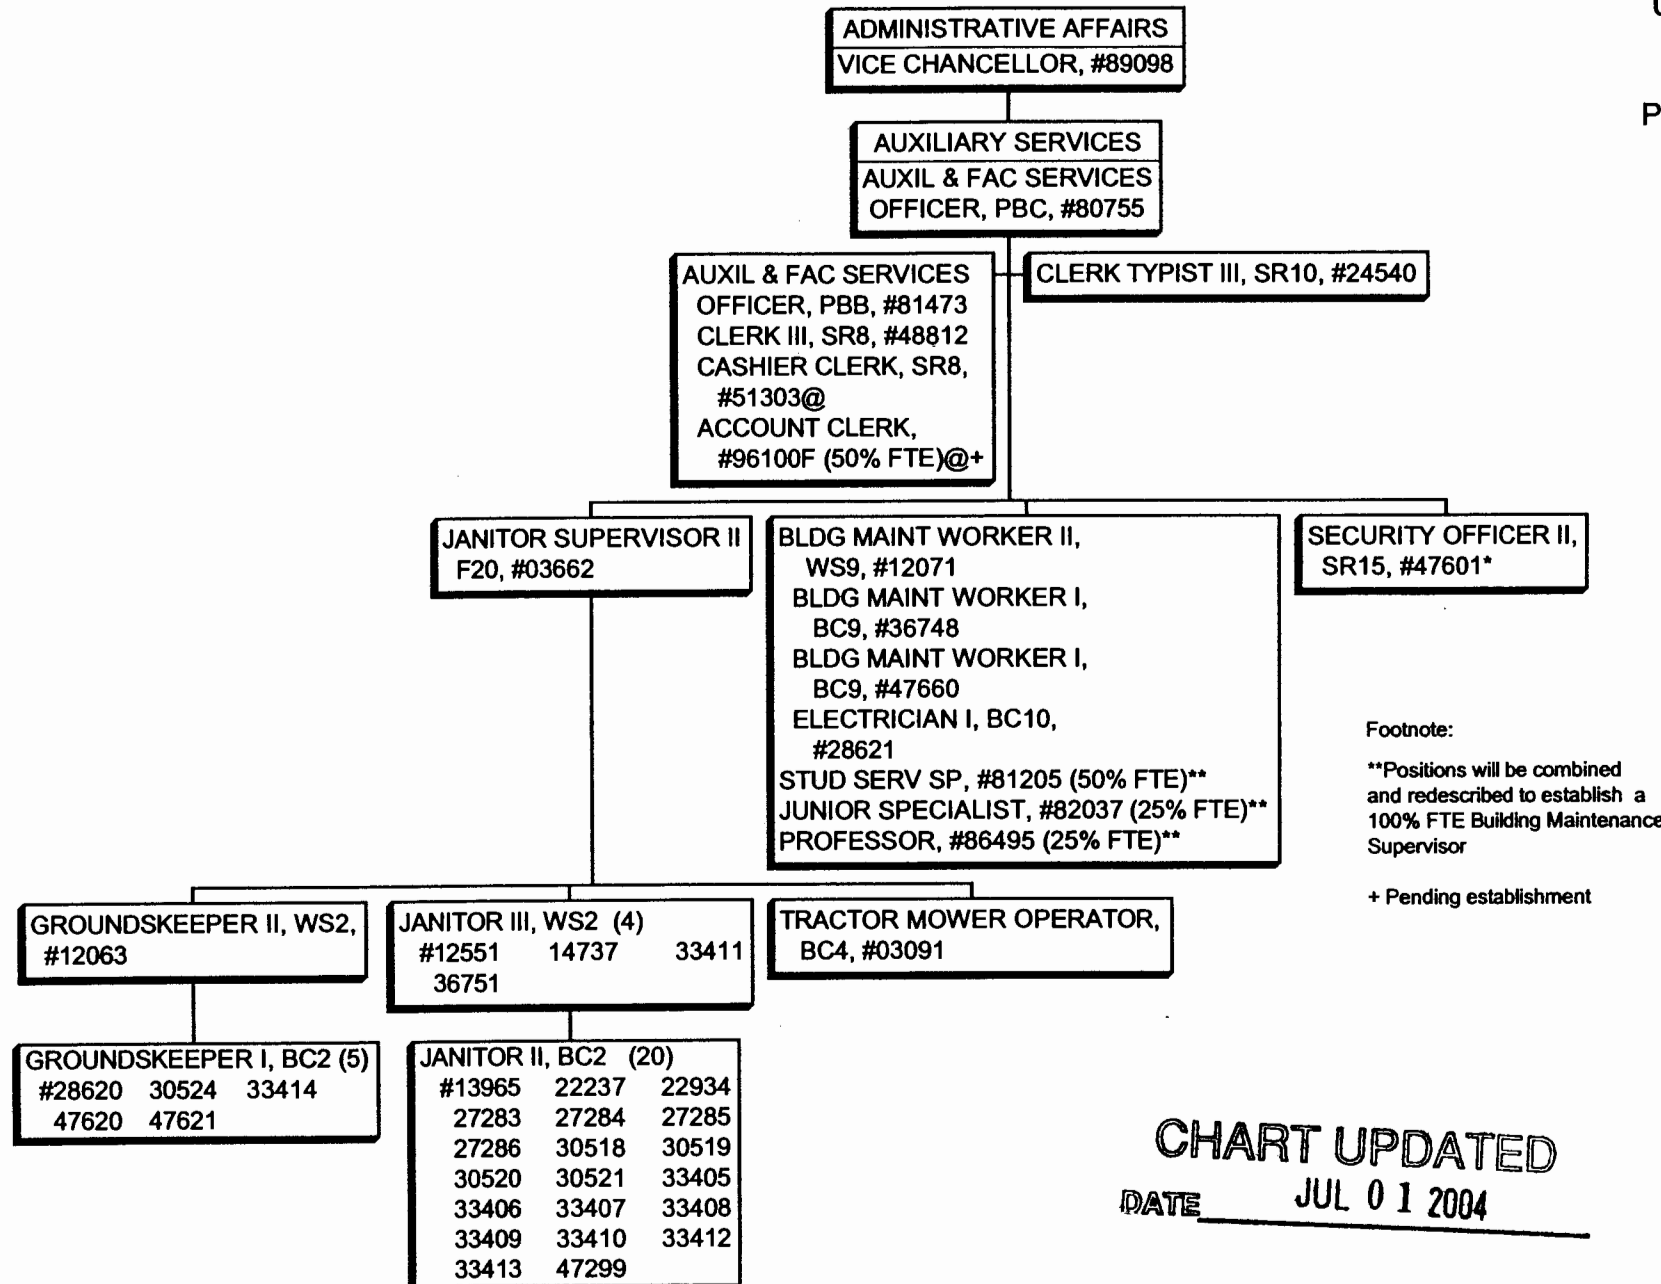 ADMINISTRATIVE AFFAIRS
VICE CHANCELLOR, #89098
P
AUXILIARY SERVICES
AUXIL & FAC SERVICES
OFFICER, PBC, #80755
AUXIL & FAC SERVICES
OFFICER, PBB, #81473
CLERK III, SR8, #48812
CASHIER CLERK, SR8,
#51303@
ACCOUNT CLERK,
#96100F (50% FTE)@+
CLERK TYPIST III, SR10, #24540
JANITOR SUPERVISOR II
F20, #03662
BLDG MAINT WORKER II,
WS9, #12071
BLDG MAINT WORKER I,
BC9, #36748
BLDG MAINT WORKER I,
BC9, #47660
ELECTRICIAN I, BC10,
#28621
STUD SERV SP, #81205 (50% FTE)**
JUNIOR SPECIALIST, #82037 (25% FTE)**
PROFESSOR, #86495 (25% FTE)**
SECURITY OFFICER II,
SR15, #47601*
Footnote:
**Positions will be combined
and redescribed to establish a
100% FTE Building Maintenance
Supervisor
+ Pending establishment
GROUNDSKEEPER II, WS2,
#12063
JANITOR III, WS2 (4)
#12551 14737 33411
36751
TRACTOR MOWER OPERATOR,
BC4, #03091
GROUNDSKEEPER I, BC2 (5)
#28620 30524 33414
47620 47621
JANITOR II, BC2 (20)
#13965 22237 22934
27283 27284 27285
27286 30518 30519
30520 30521 33405
33406 33407 33408
33409 33410 33412
33413 47299
CHART UPDATED
DATE JUL 01 2004